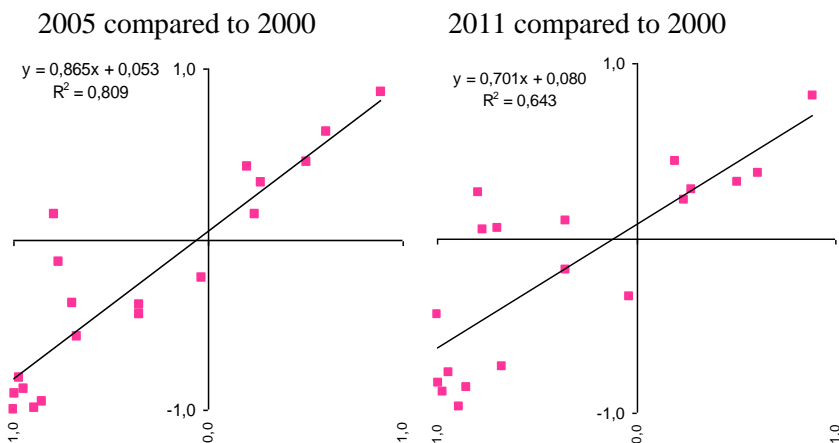 2005 compared to 2000
y = 0,865x + 0,053
R² = 0,809
1,0
-1,0
1,0
0,0
1,0
2011 compared to 2000
y = 0,701x + 0,080
R² = 0,643
1,0
-1,0
1,0
0,0
1,0